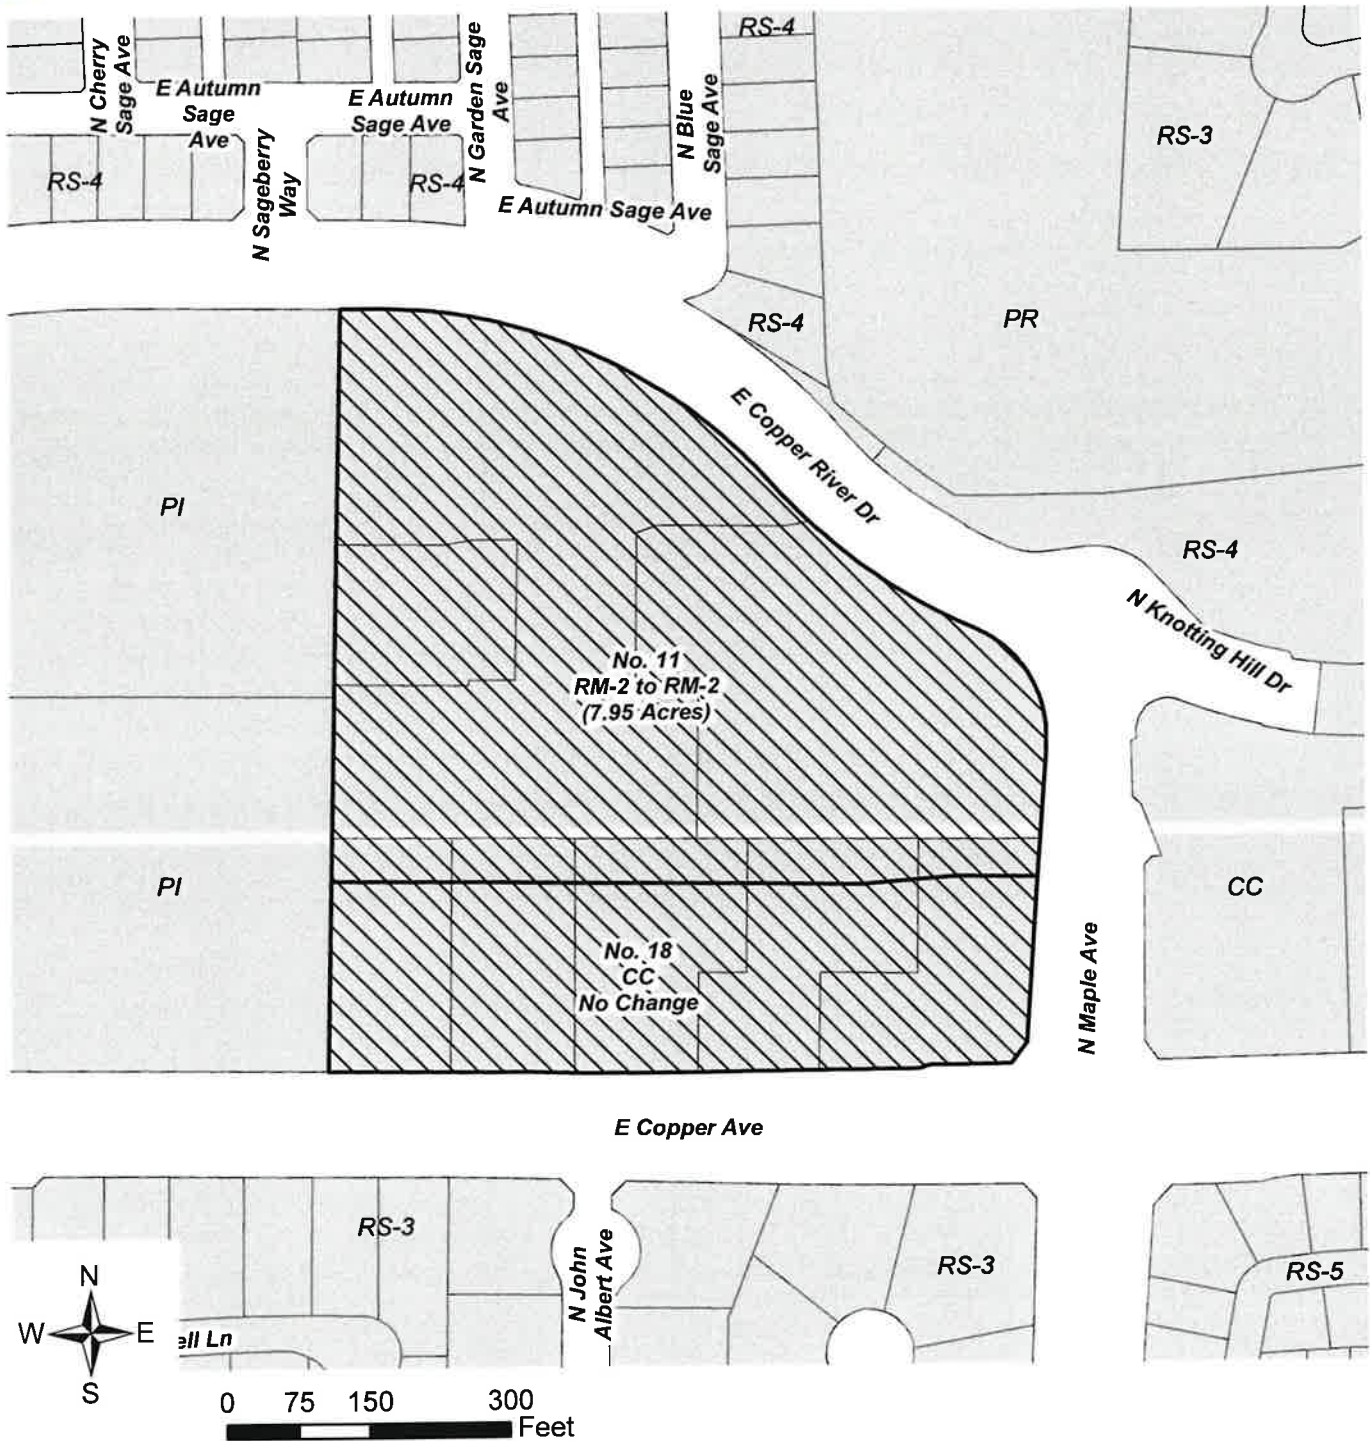 RS-4
N Cherry
Sage Ave
E Autumn
Sage
Ave
E Autumn
Sage Ave
N Garden Sage
Ave
N Blue
Sage Ave
RS-3
RS-4
N Sageberry
Way
RS-4
E Autumn Sage Ave
RS-4
PR
E Copper River Dr
PI
RS-4
N Knotting Hill Dr
No. 11
RM-2 to RM-2
(7.95 Acres)
PI
CC
No. 18
CC
No Change
N Maple Ave
E Copper Ave
RS-3
N John
Albert Ave
RS-3
RS-5
N
W
E
S
ell Ln
0 75 150 300
Feet